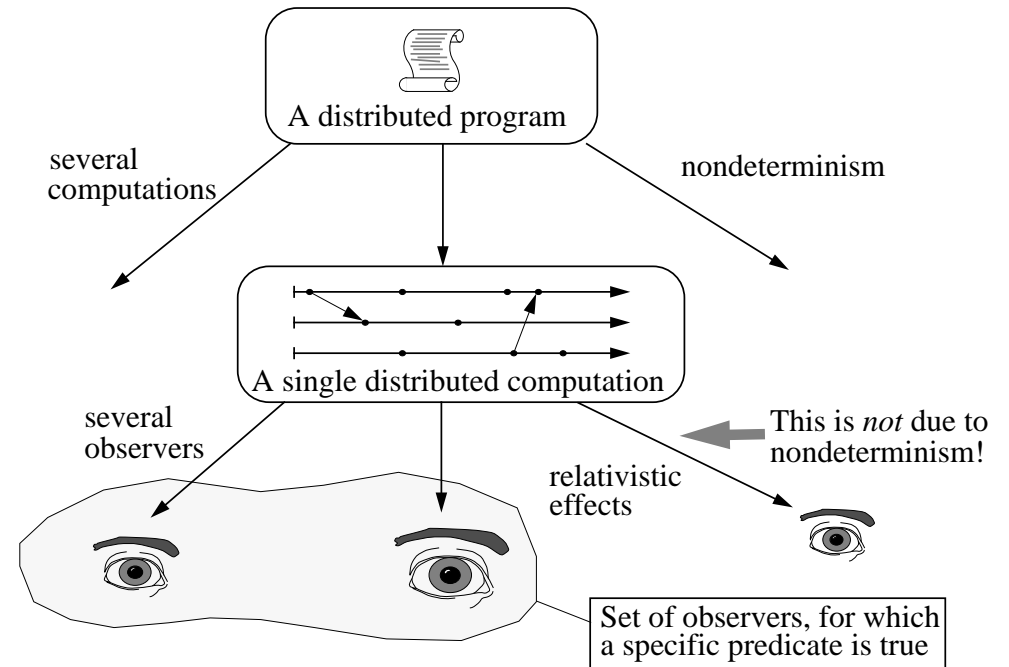 A distributed program
several
computations
nondeterminism
A single distributed computation
several
observers
This is not due to
nondeterminism!
relativistic
effects
Set of observers, for which
a specific predicate is true